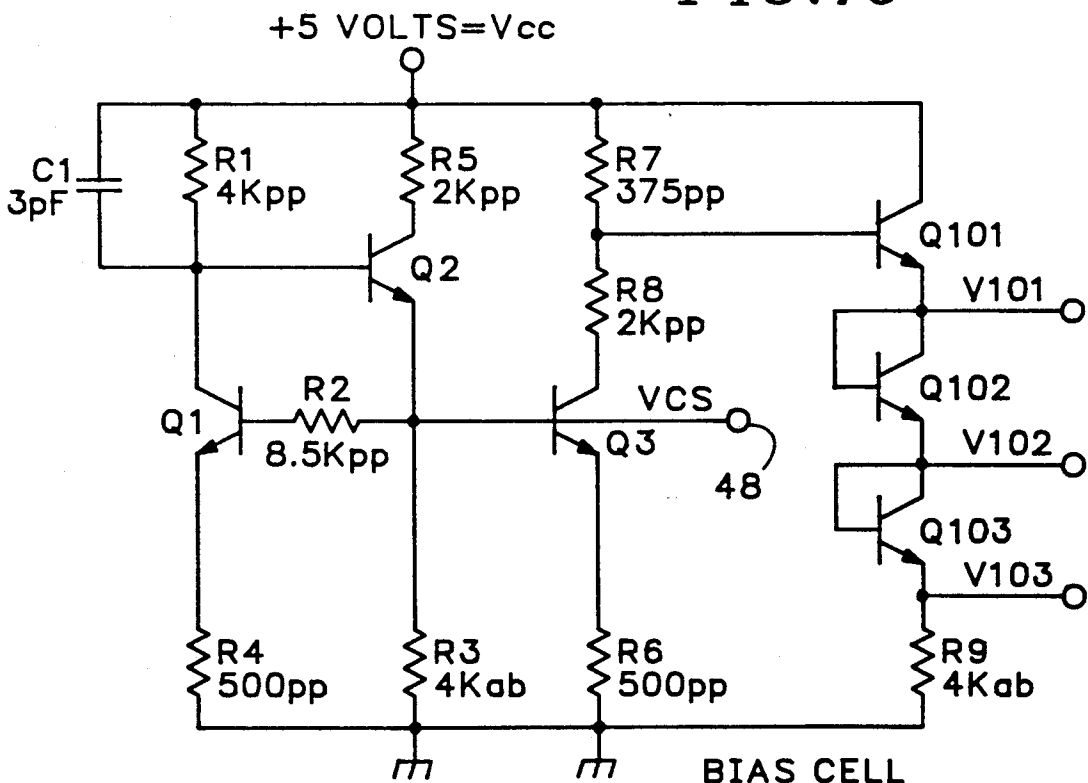 +5 VOLTS=Vcc
C1
3pF
R1
4Kpp
R5
2Kpp
R7
375pp
Q101
Q2
V101
R8
2Kpp
R2
Q1
8.5Kpp
VCS
Q3
Q102
48
V102
Q103
V103
R4
500pp
R3
4Kab
R6
500pp
R9
4Kab
BIAS CELL